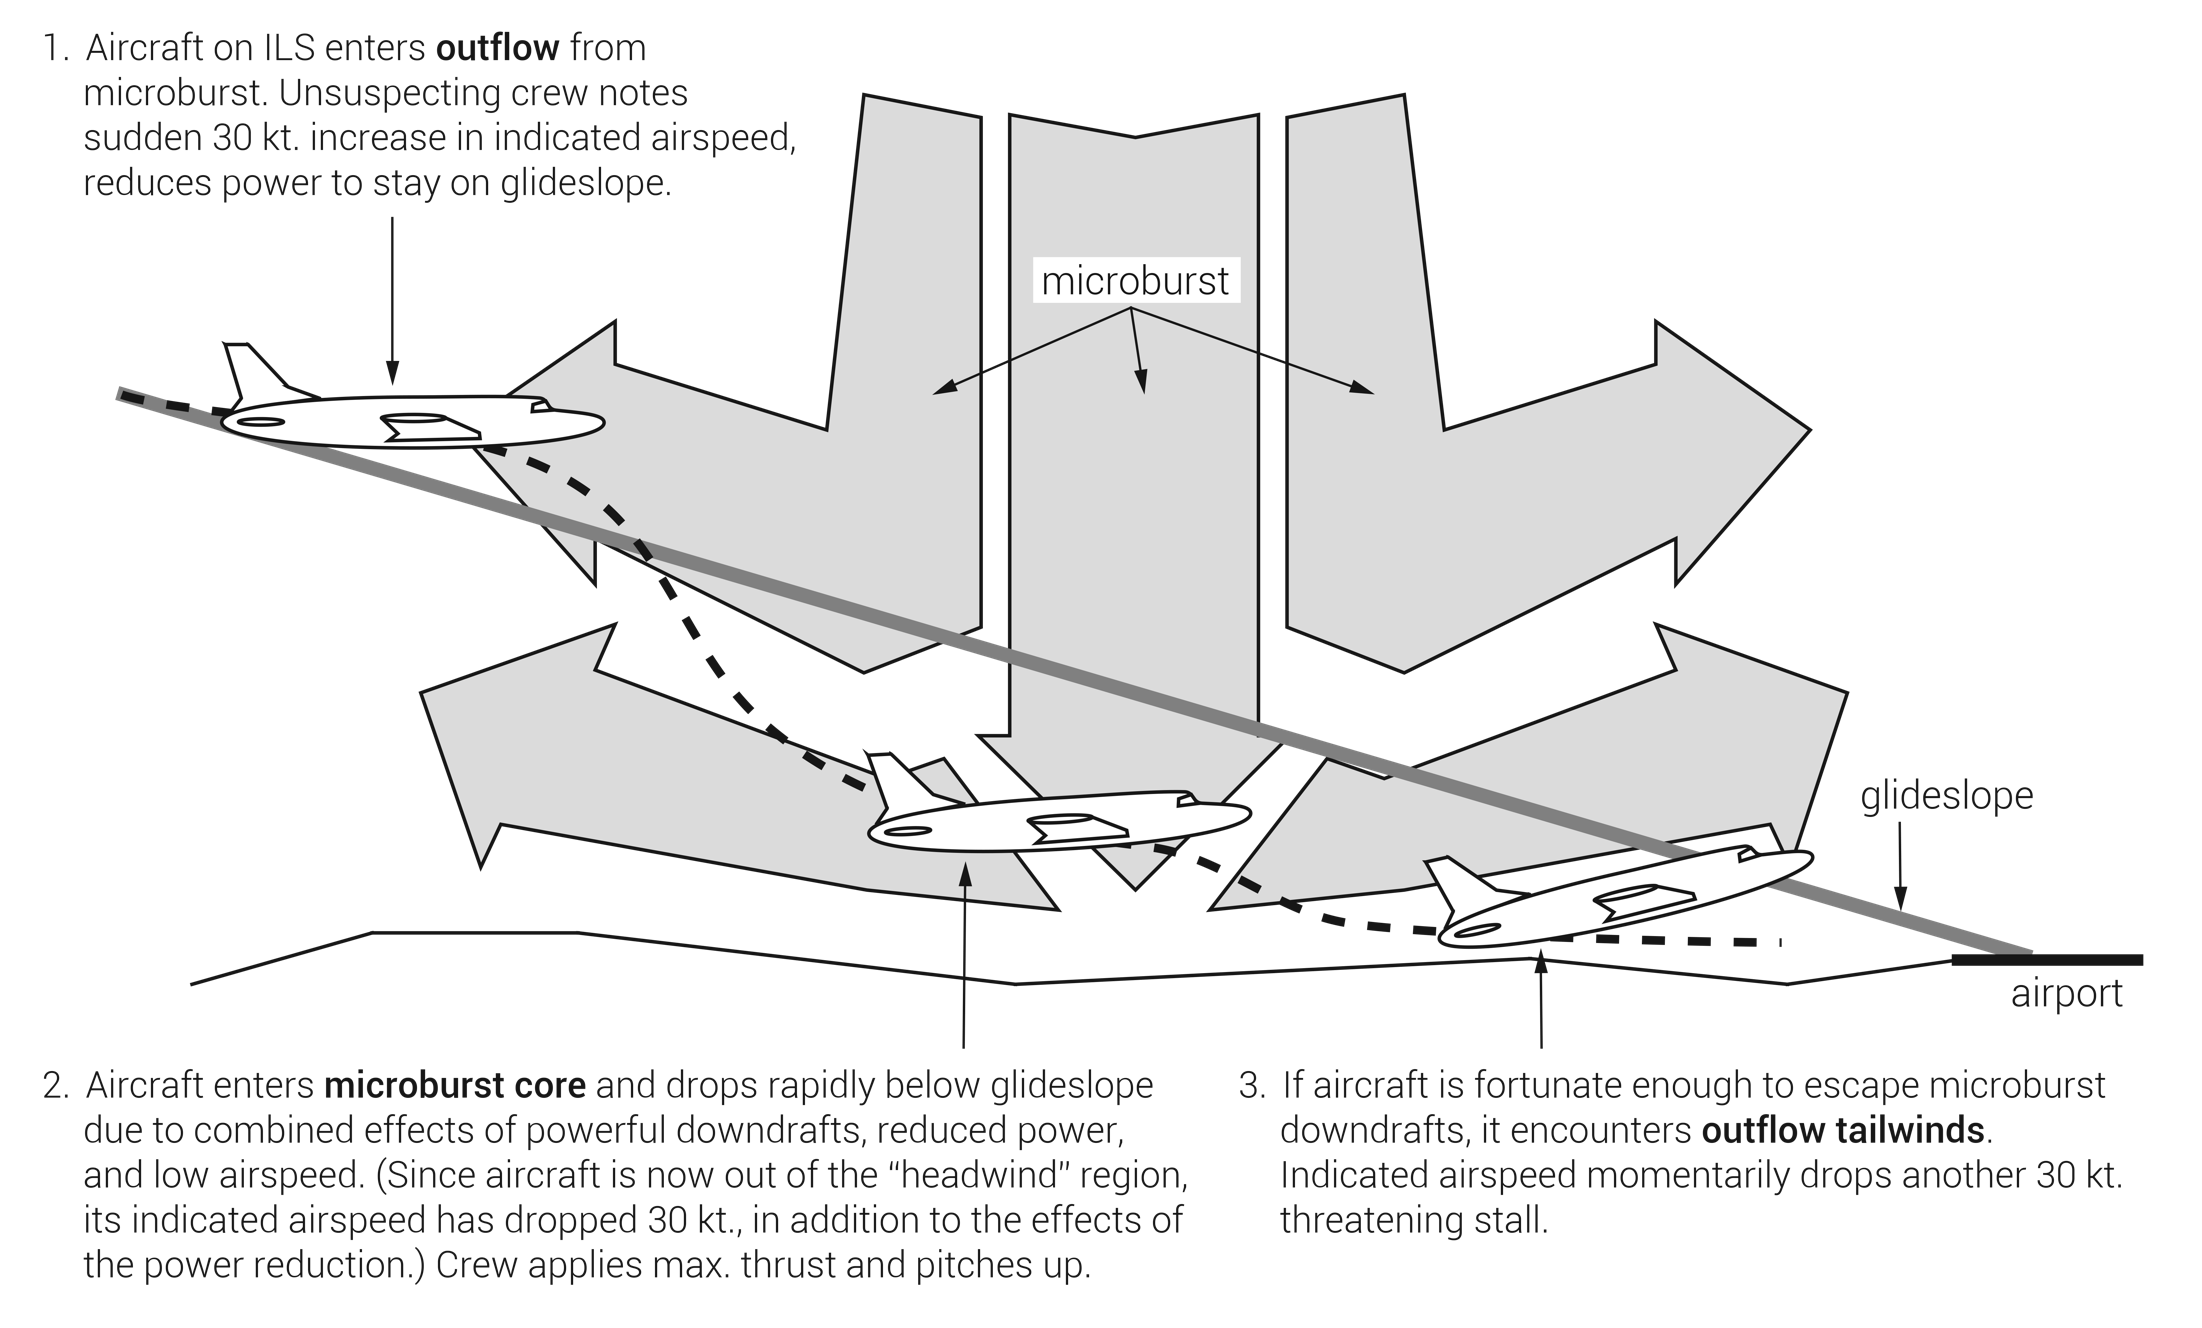 1. Aircraft on ILS enters outflow from
microburst. Unsuspecting crew notes
sudden 30 kt. increase in indicated airspeed,
reduces power to stay on glideslope.
microburst
glideslope
airport
2. Aircraft enters microburst core and drops rapidly below glideslope
due to combined effects of powerful downdrafts, reduced power,
and low airspeed. (Since aircraft is now out of the “headwind” region,
its indicated airspeed has dropped 30 kt., in addition to the effects of
the power reduction.) Crew applies max. thrust and pitches up.
3. If aircraft is fortunate enough to escape microburst
downdrafts, it encounters outflow tailwinds.
Indicated airspeed momentarily drops another 30 kt.
threatening stall.